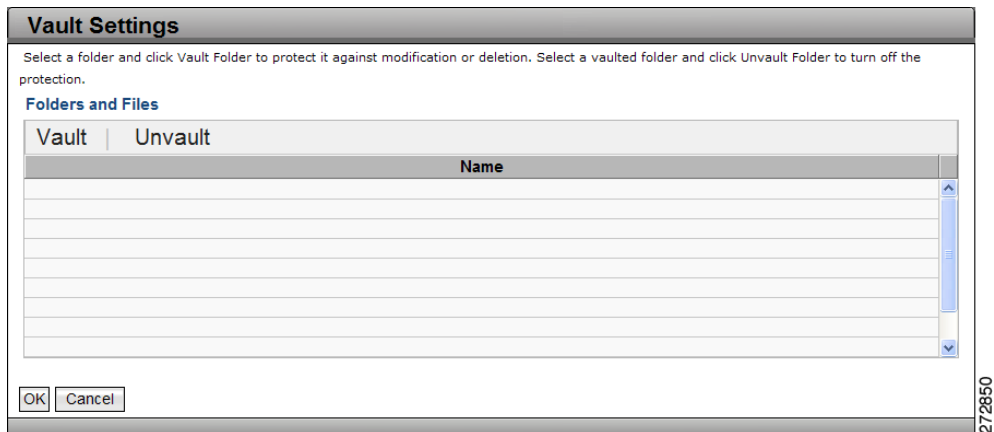 Vault Settings
Select a folder and click Vault Folder to protect it against modification or deletion. Select a vaulted folder and click Unvault Folder to turn off the
protection.
Folders and Files
Vault | Unvault
Name
OK Cancel
272850